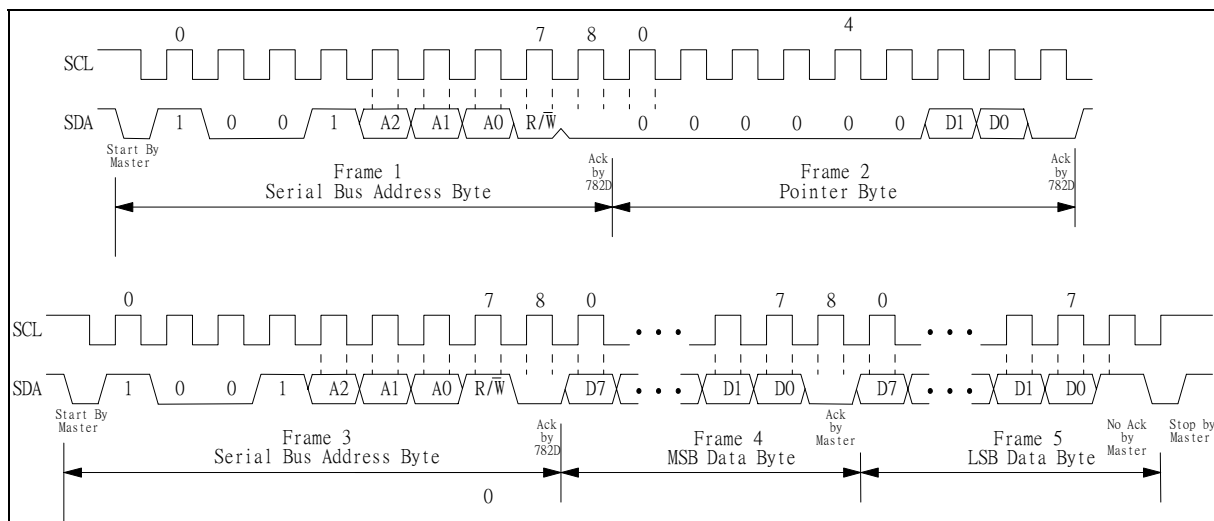 0 7 8 0 4
SCL
SDA 1 0 0 1 A2 A1 A0 R/W 0 0 0 0 0 0 D1 D0
Start By
Master
Frame 1
Serial Bus Address Byte
Ack
by
782D
Frame 2
Pointer Byte
Ack
by
782D
0 7 8 0 7 8 0 7
SCL
SDA 1 0 0 1 A2 A1 A0 R/W D7 D1 D0 D7 D1 D0
Start By
Master
Frame 3
Serial Bus Address Byte
0
Ack
by
782D
Frame 4
MSB Data Byte
Ack
by
Master
Frame 5
LSB Data Byte
No Ack
by
Master
Stop by
Master